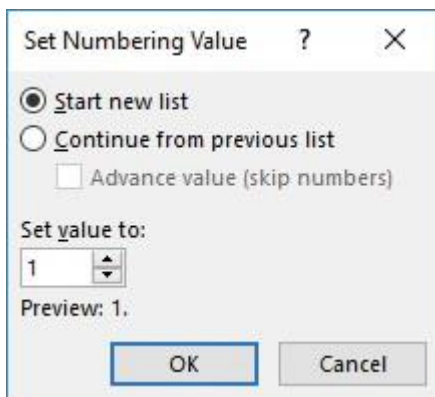 Set Numbering Value ?
Start new list
Continue from previous list
Advance value (skip numbers)
Set value to:
1
Preview: 1.
OK Cancel